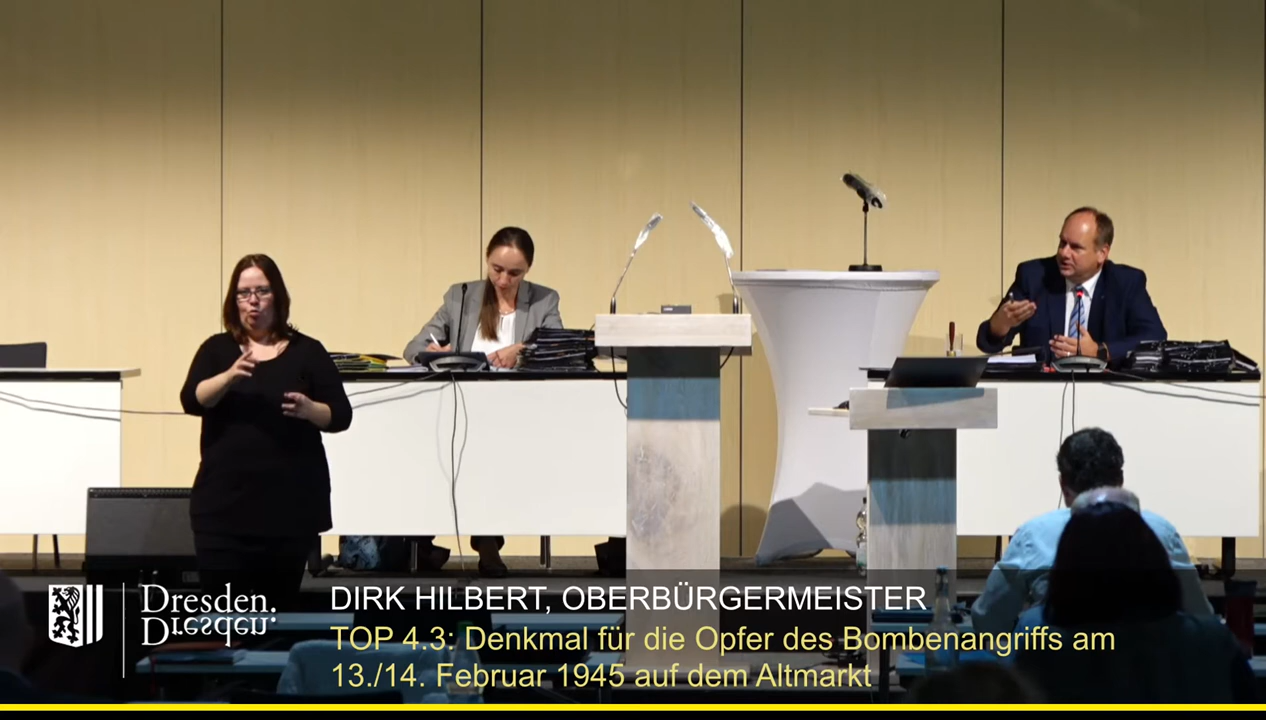 Dresden.
Dresden.
DIRK HILBERT, OBERBÜRGERMEISTER
TOP 4.3: Denkmal für die Opfer des Bombenangriffs am
13./14. Februar 1945 auf dem Altmarkt